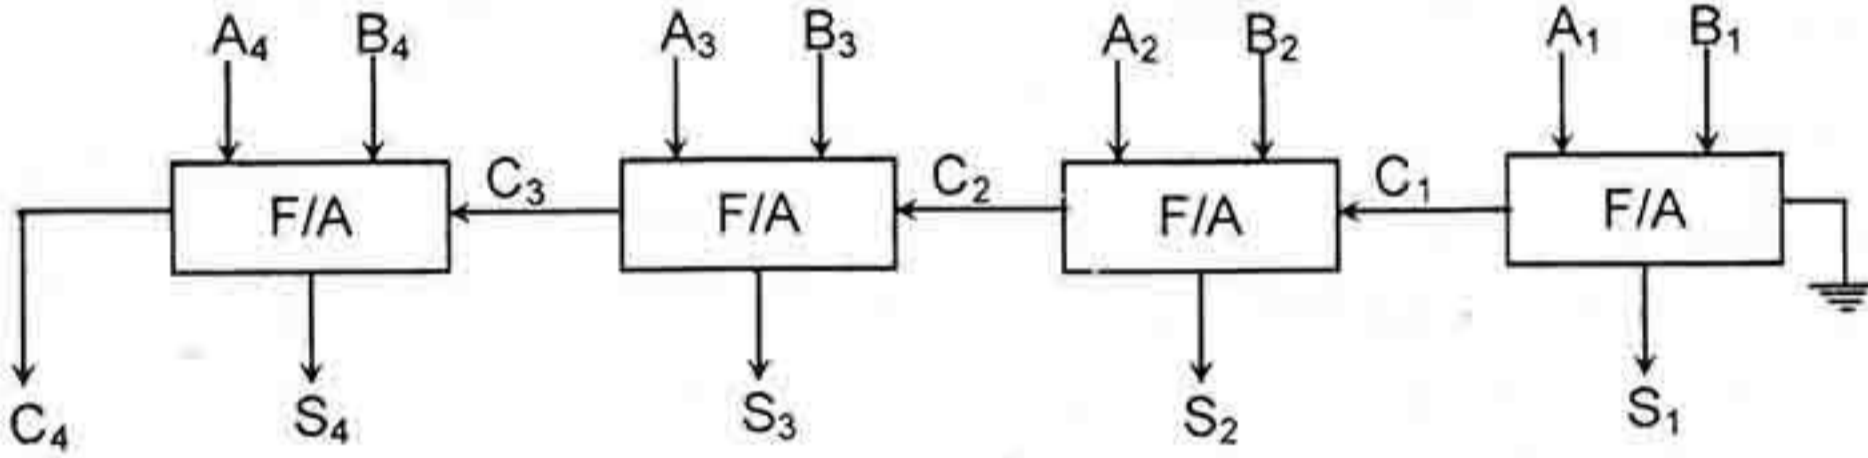 A₄ B₄ A₃ B₃ A₂ B₂ A₁ B₁
F/A C₃ F/A C₂ F/A C₁ F/A
C₄ S₄ S₃ S₂ S₁